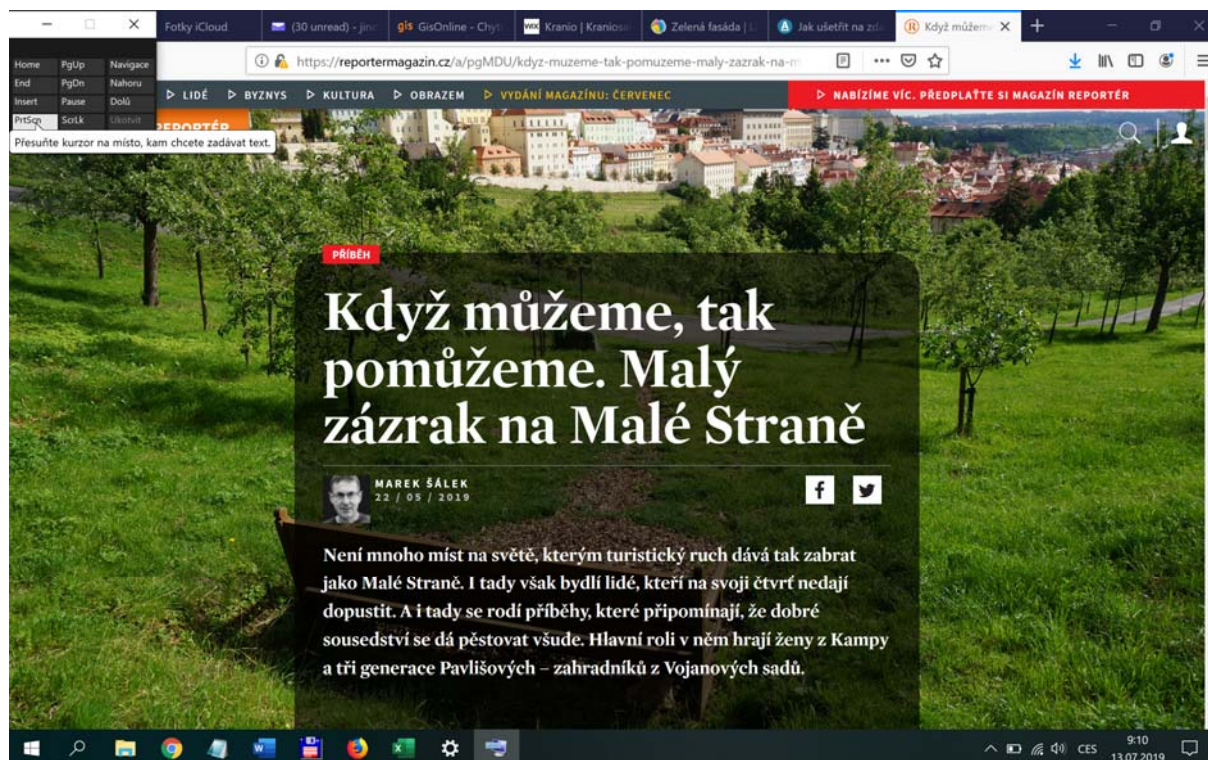 Fotky iCloud
(30 unread) - jin
gis GisOnline - Chyt
WIX Kranio | Kranios
Zelená fasáda |
A Jak ušetřit na zd
R Když můžeme
Home PgUp Navigace
End PgDn Nahoru
Insert Pause Dolů
PrtScn ScrLk Ukotvit
Přesuňte kurzor na místo, kam chcete zadávat text.
https://reportermagazin.cz/a/pgMDU/kdyz-muzeme-tak-pomuzeme-maly-zazrak-na-m
LIDÉ BYZNYS KULTURA OBRAZEM VYDÁNÍ MAGAZÍNU: ČERVENEC
NABÍZÍME VÍC. PŘEDPLAŤTE SI MAGAZÍN REPORTÉR
REPORTÉR
PŘÍBĚH
Když můžeme, tak
pomůžeme. Malý
zázrak na Malé Straně
MAREK ŠÁLEK
22 / 05 / 2019
Není mnoho míst na světě, kterým turistický ruch dává tak zabrat
jako Malé Straně. I tady však bydlí lidé, kteří na svoji čtvrť nedají
dopustit. A i tady se rodí příběhy, které připomínají, že dobré
sousedství se dá pěstovat všude. Hlavní roli v něm hrají ženy z Kampy
a tři generace Pavlišových – zahradníků z Vojanových sadů.
CES
9:10
13.07.2019